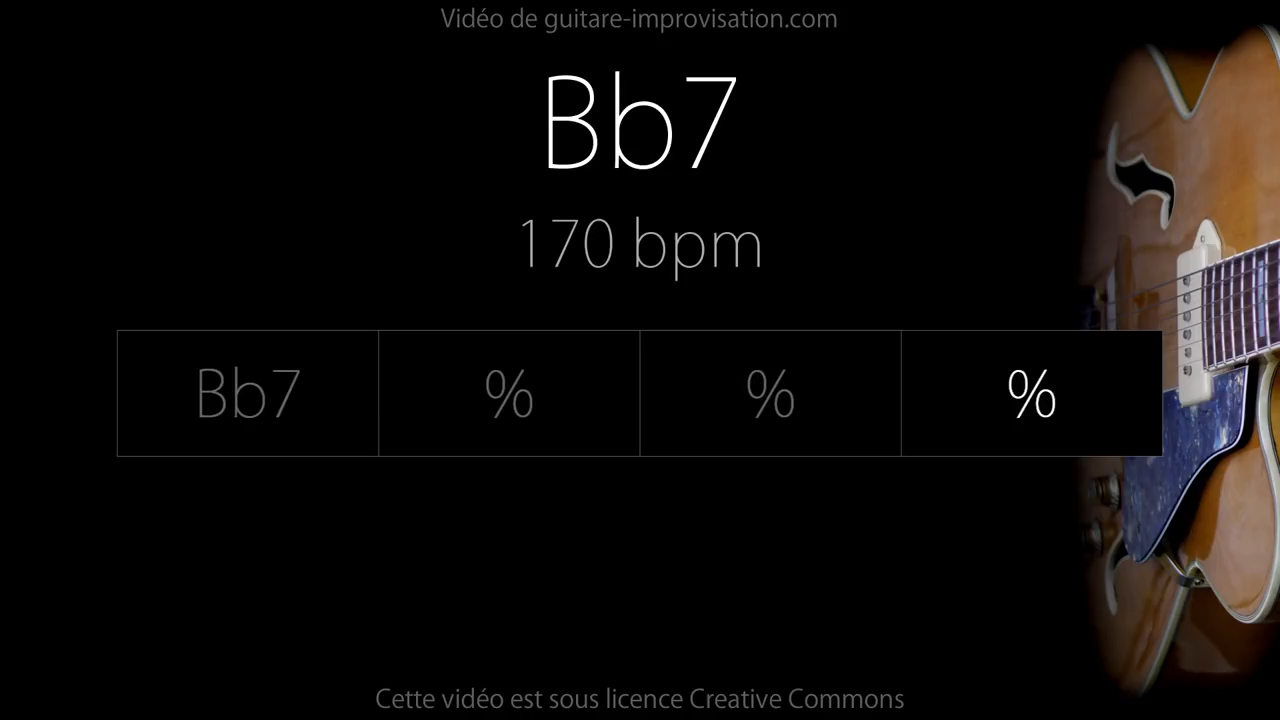 Vidéo de guitare-improvisation.com
Bb7
170 bpm
Bb7 % % %
Cette vidéo est sous licence Creative Commons